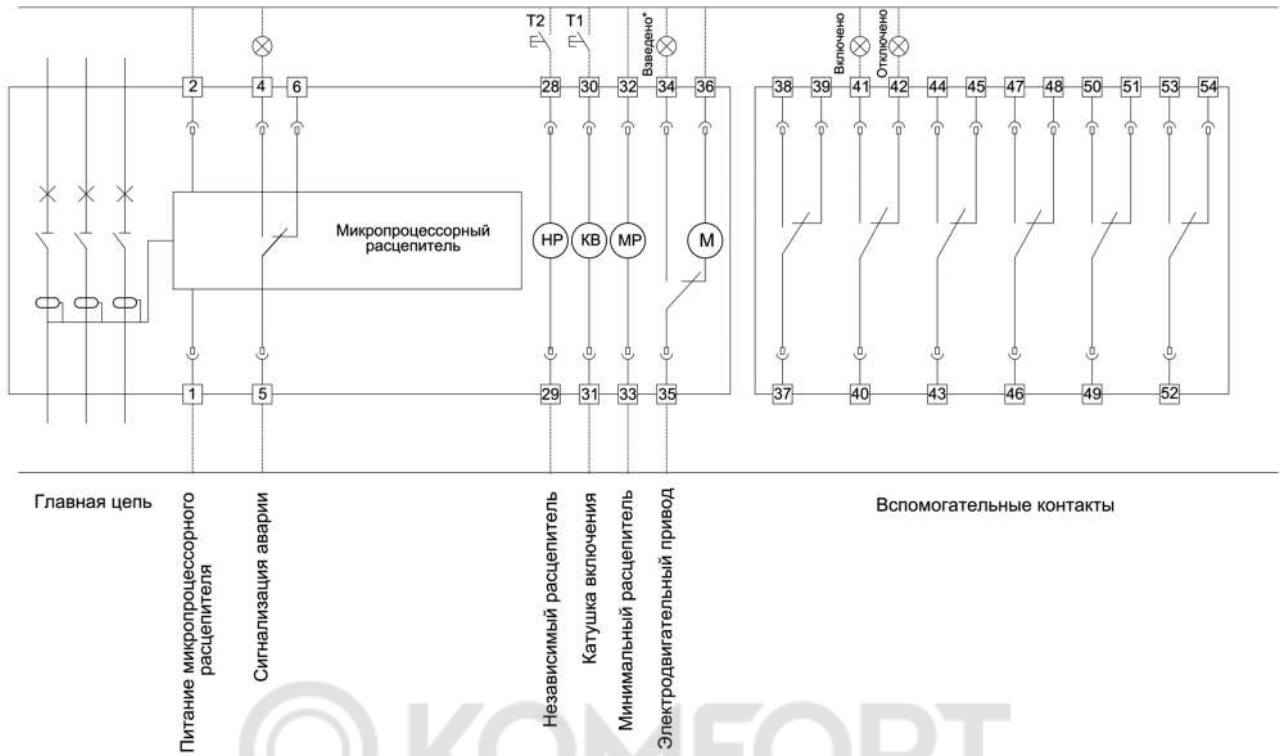 T2 T1 Взведено* Включено Отключено
2 4 6 28 30 32 34 36 38 39 41 42 44 45 47 48 50 51 53 54
Микропроцессорный
расцепитель
НР КВ МР М
1 5 29 31 33 35 37 40 43 46 49 52
Главная цепь
Питание микропроцессорного
расцепителя
Сигнализация аварии
Независимый расцепитель
Катушка включения
Минимальный расцепитель
Электродвигательный привод
Вспомогательные контакты
KOMFORT